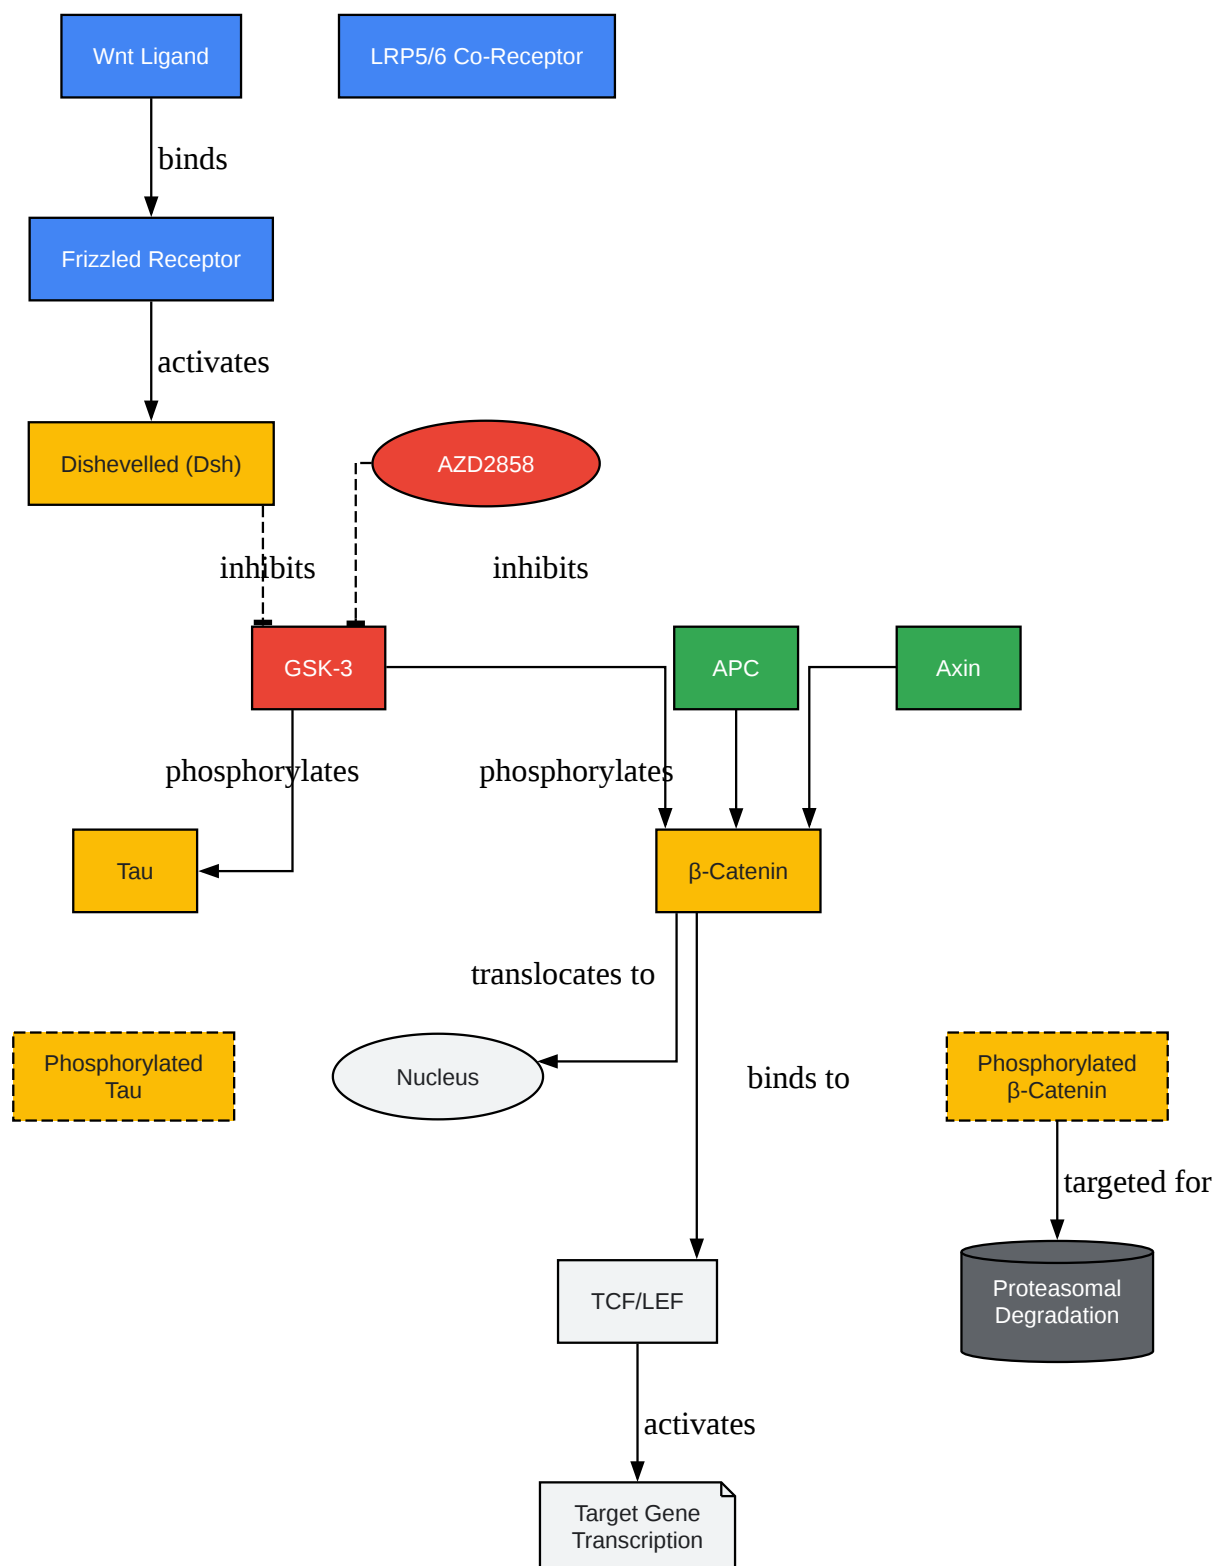 Wnt Ligand
LRP5/6 Co-Receptor
binds
Frizzled Receptor
activates
Dishevelled (Dsh)
AZD2858
inhibits
inhibits
GSK-3
APC
Axin
phosphorylates
phosphorylates
Tau
β-Catenin
translocates to
Phosphorylated
Tau
Nucleus
binds to
Phosphorylated
β-Catenin
targeted for
TCF/LEF
Proteasomal
Degradation
activates
Target Gene
Transcription